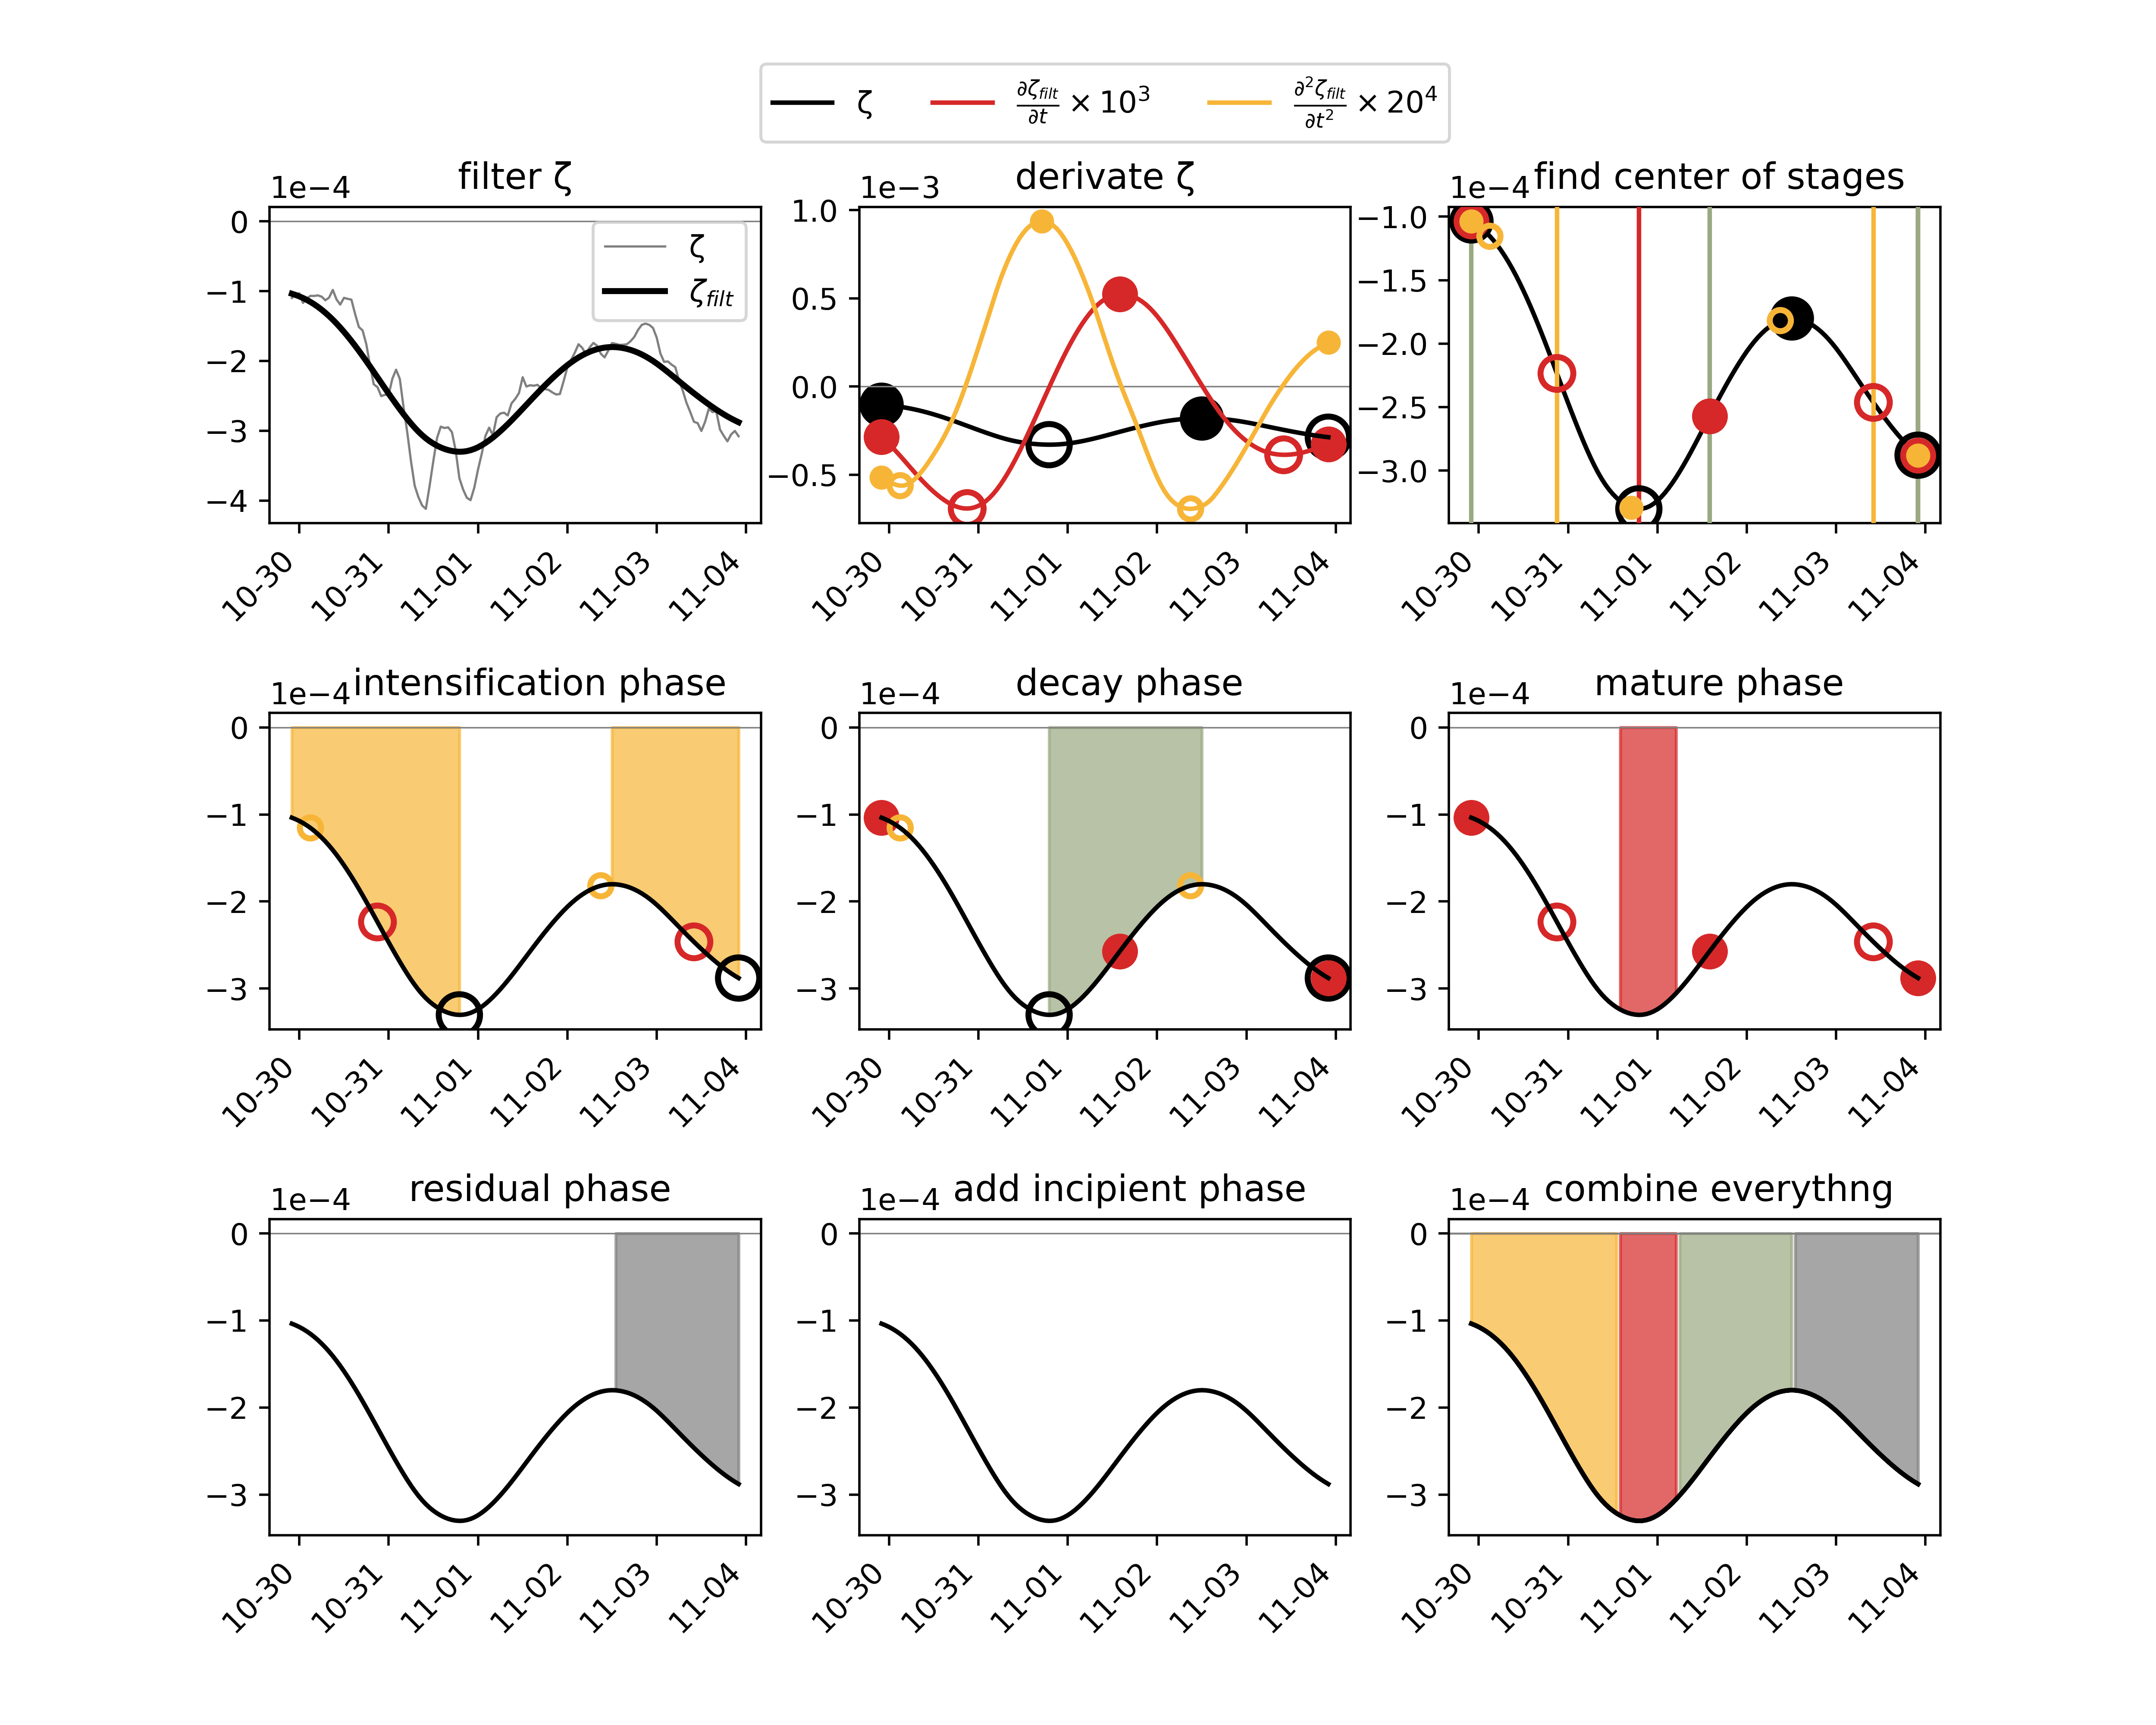 ζ ∂ζ_filt/∂t × 10³ ∂²ζ_filt/∂t² × 20⁴
filter ζ
1e−4
0
−1
−2
−3
−4
ζ
ζ_filt
10-30 10-31 11-01 11-02 11-03 11-04
derivate ζ
1e−3
1.0
0.5
0.0
−0.5
10-30 10-31 11-01 11-02 11-03 11-04
find center of stages
1e−4
−1.0
−1.5
−2.0
−2.5
−3.0
10-30 10-31 11-01 11-02 11-03 11-04
intensification phase
1e−4
0
−1
−2
−3
10-30 10-31 11-01 11-02 11-03 11-04
decay phase
1e−4
0
−1
−2
−3
10-30 10-31 11-01 11-02 11-03 11-04
mature phase
1e−4
0
−1
−2
−3
10-30 10-31 11-01 11-02 11-03 11-04
residual phase
1e−4
0
−1
−2
−3
10-30 10-31 11-01 11-02 11-03 11-04
add incipient phase
1e−4
0
−1
−2
−3
10-30 10-31 11-01 11-02 11-03 11-04
combine everythng
1e−4
0
−1
−2
−3
10-30 10-31 11-01 11-02 11-03 11-04